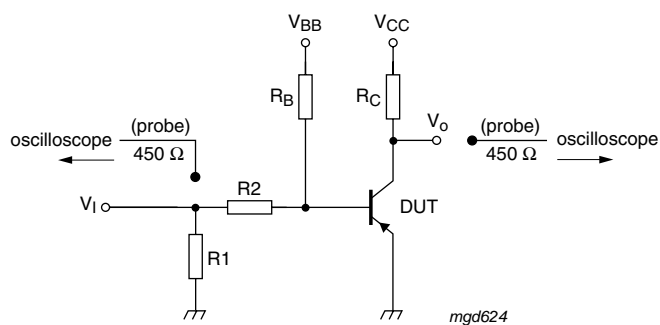 VBB
VCC
RB
RC
Vo
(probe)
450 Ω
oscilloscope
(probe)
450 Ω
oscilloscope
R2
VI
DUT
R1
mgd624